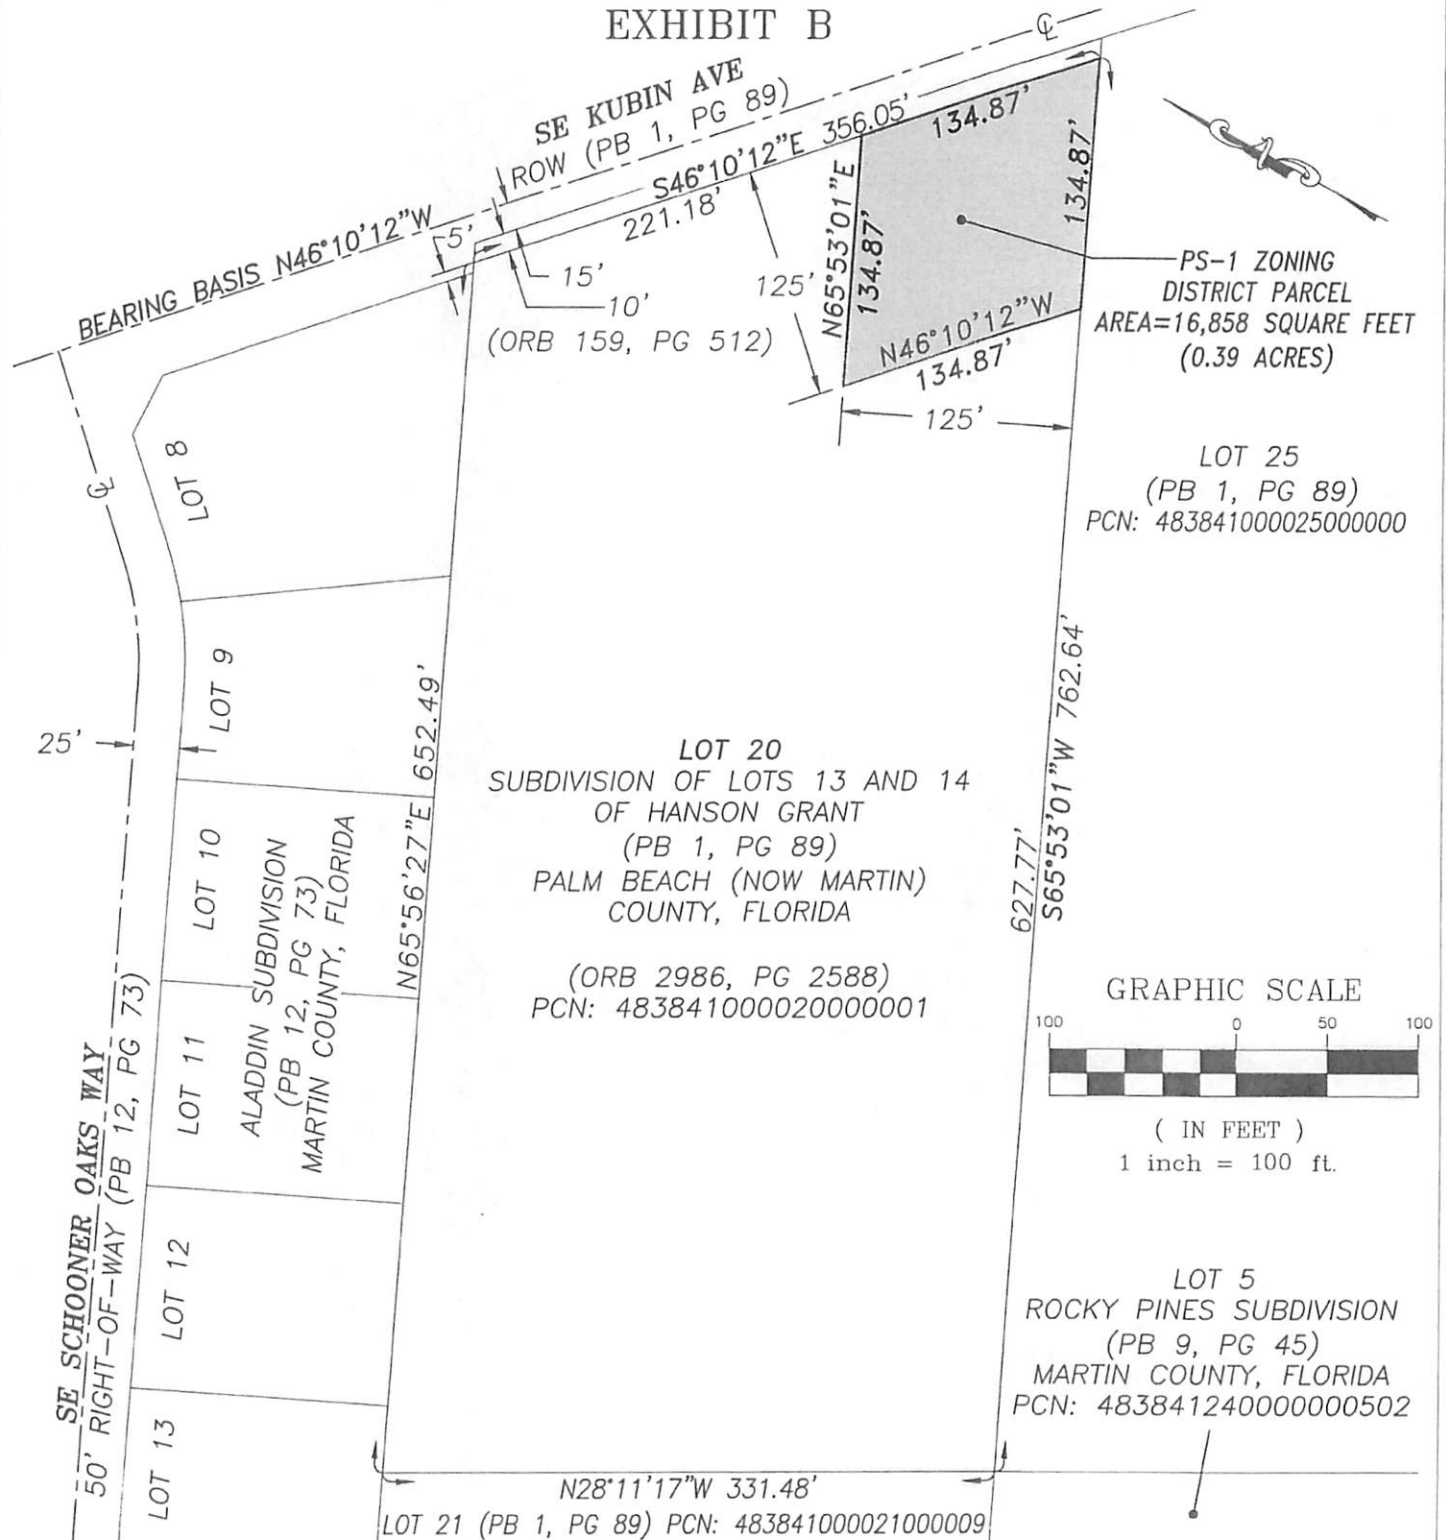 EXHIBIT B
SE KUBIN AVE
ROW (PB 1, PG 89)
BEARING BASIS N46°10'12"W
S46°10'12"E 356.05'
221.18'
5'
15'
10'
(ORB 159, PG 512)
125'
N65°53'01"E
134.87'
134.87'
134.87'
N46°10'12"W
134.87'
125'
PS-1 ZONING
DISTRICT PARCEL
AREA=16,858 SQUARE FEET
(0.39 ACRES)
LOT 25
(PB 1, PG 89)
PCN: 483841000025000000
LOT 8
LOT 9
25'
LOT 10
LOT 11
LOT 12
LOT 13
ALADDIN SUBDIVISION
(PB 12, PG 73)
MARTIN COUNTY, FLORIDA
N65°56'27"E 652.49'
SE SCHOONER OAKS WAY
50' RIGHT-OF-WAY (PB 12, PG 73)
LOT 20
SUBDIVISION OF LOTS 13 AND 14
OF HANSON GRANT
(PB 1, PG 89)
PALM BEACH (NOW MARTIN)
COUNTY, FLORIDA
(ORB 2986, PG 2588)
PCN: 483841000020000001
627.77'
S65°53'01"W 762.64'
GRAPHIC SCALE
100 0 50 100
( IN FEET )
1 inch = 100 ft.
LOT 5
ROCKY PINES SUBDIVISION
(PB 9, PG 45)
MARTIN COUNTY, FLORIDA
PCN: 483841240000000502
N28°11'17"W 331.48'
LOT 21 (PB 1, PG 89) PCN: 483841000021000009